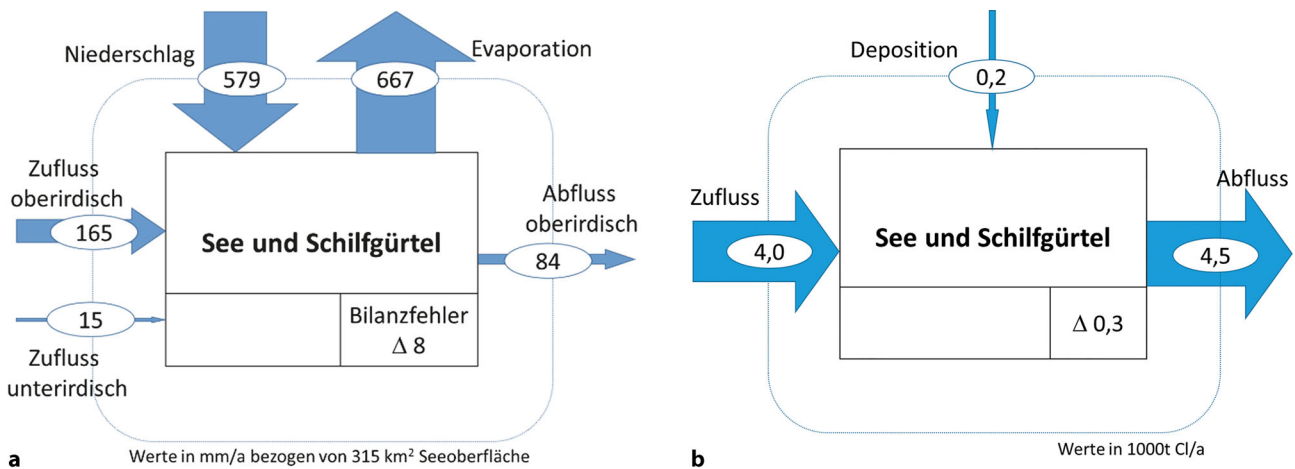 Niederschlag
579
667
Evaporation
Zufluss
oberirdisch
165
See und Schilfgürtel
Abfluss
oberirdisch
84
15
Zufluss
unterirdisch
Bilanzfehler
Δ 8
a
Werte in mm/a bezogen von 315 km² Seeoberfläche
Deposition
0,2
Zufluss
4,0
See und Schilfgürtel
Abfluss
4,5
Δ 0,3
b
Werte in 1000t Cl/a